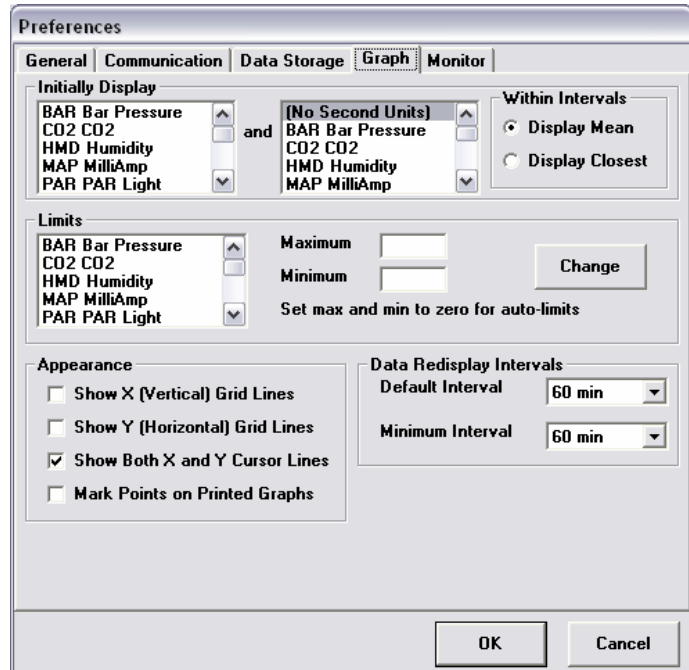 Preferences
General Communication Data Storage Graph Monitor
Initially Display
BAR Bar Pressure
CO2 CO2
HMD Humidity
MAP MilliAmp
PAR PAR Light
and
(No Second Units)
BAR Bar Pressure
CO2 CO2
HMD Humidity
MAP MilliAmp
Within Intervals
Display Mean
Display Closest
Limits
BAR Bar Pressure
CO2 CO2
HMD Humidity
MAP MilliAmp
PAR PAR Light
Maximum
Minimum
Set max and min to zero for auto-limits
Change
Appearance
Show X (Vertical) Grid Lines
Show Y (Horizontal) Grid Lines
Show Both X and Y Cursor Lines
Mark Points on Printed Graphs
Data Redisplay Intervals
Default Interval 60 min
Minimum Interval 60 min
OK Cancel